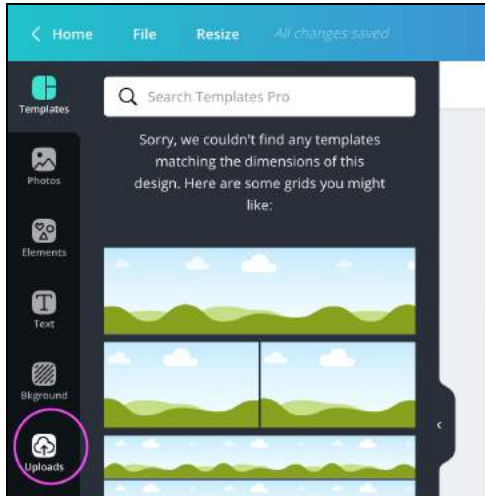 Home File Resize All changes saved
Templates
Search Templates Pro
Sorry, we couldn't find any templates
matching the dimensions of this
design. Here are some grids you might
like:
Photos
Elements
Text
Bkground
Uploads